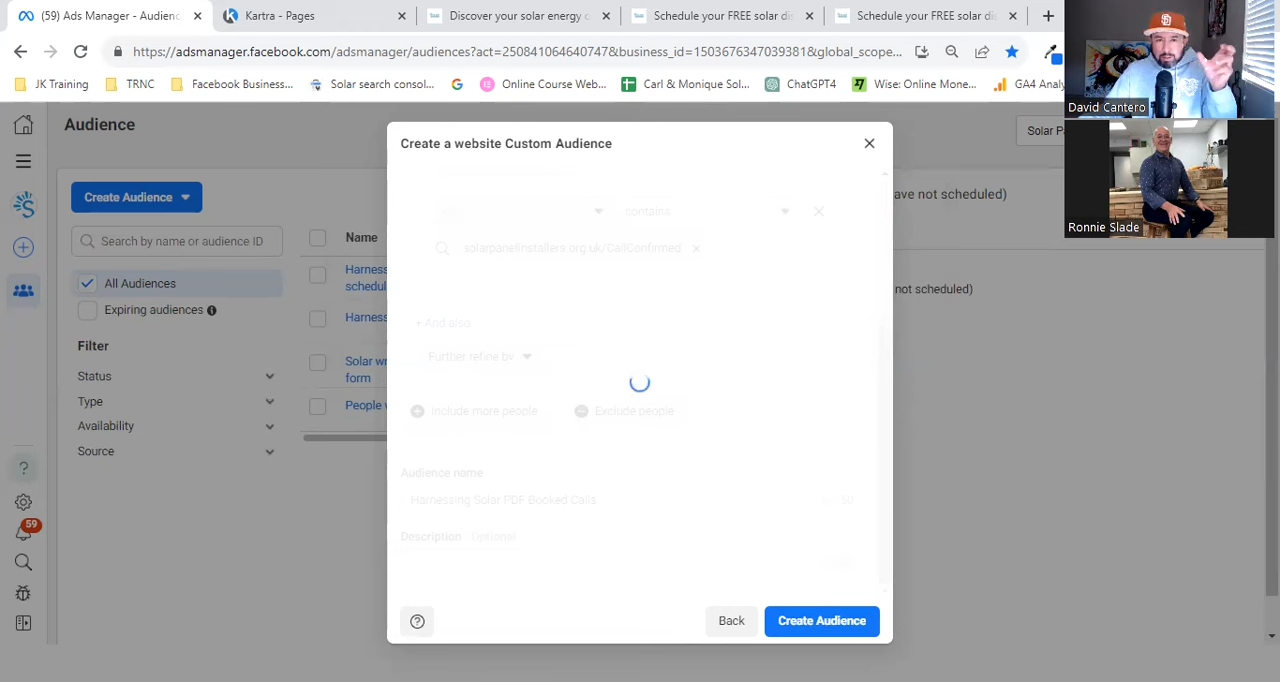 (59) Ads Manager - Audienc
Kartra - Pages
Discover your solar energy o
Schedule your FREE solar di
Schedule your FREE solar di
https://adsmanager.facebook.com/adsmanager/audiences?act=250841064640747&business_id=1503676347039381&global_scope...
JK Training
TRNC
Facebook Business...
Solar search consol...
Online Course Web...
Carl & Monique Sol...
ChatGPT4
Wise: Online Mone...
GA4 Analy
David Cantero
Ronnie Slade
Audience
Solar P
Create Audience
Search by name or audience ID
All Audiences
Expiring audiences
Filter
Status
Type
Availability
Source
59
Name
Harness
schedul
Harness
Solar wr
form
People w
ave not scheduled)
not scheduled)
Create a website Custom Audience
contains
solarpanelinstallers.org.uk/CallConfirmed
+ And also
Further refine by
Include more people
Exclude people
Audience name
Harnessing Solar PDF Booked Calls
50
Description · Optional
Back
Create Audience